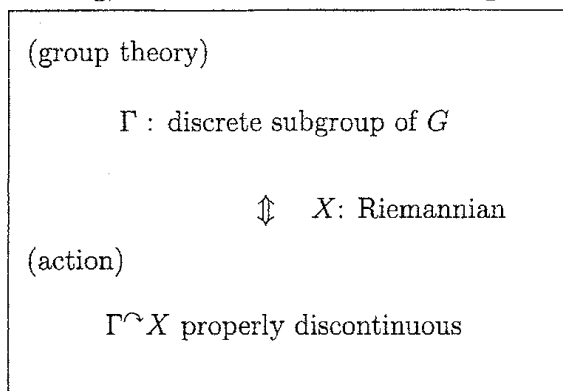 (group theory)
Γ : discrete subgroup of G
⇕ X: Riemannian
(action)
Γ↷X properly discontinuous